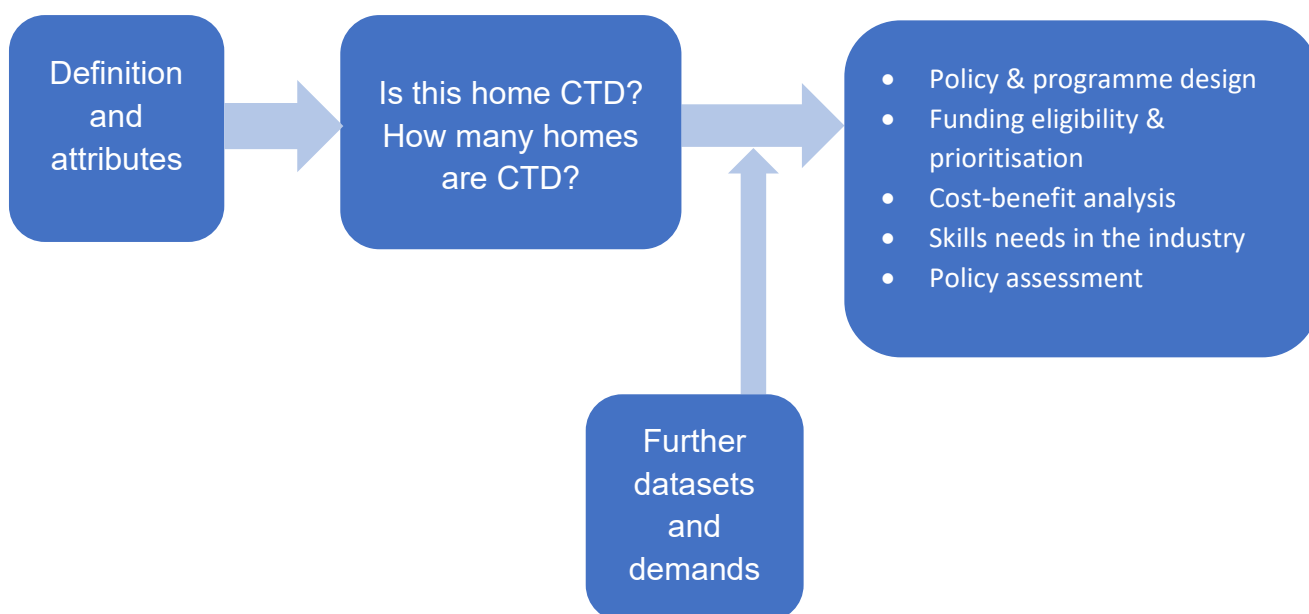 Definition
and
attributes
Is this home CTD?
How many homes
are CTD?
• Policy & programme design
• Funding eligibility &
prioritisation
• Cost-benefit analysis
• Skills needs in the industry
• Policy assessment
Further
datasets
and
demands